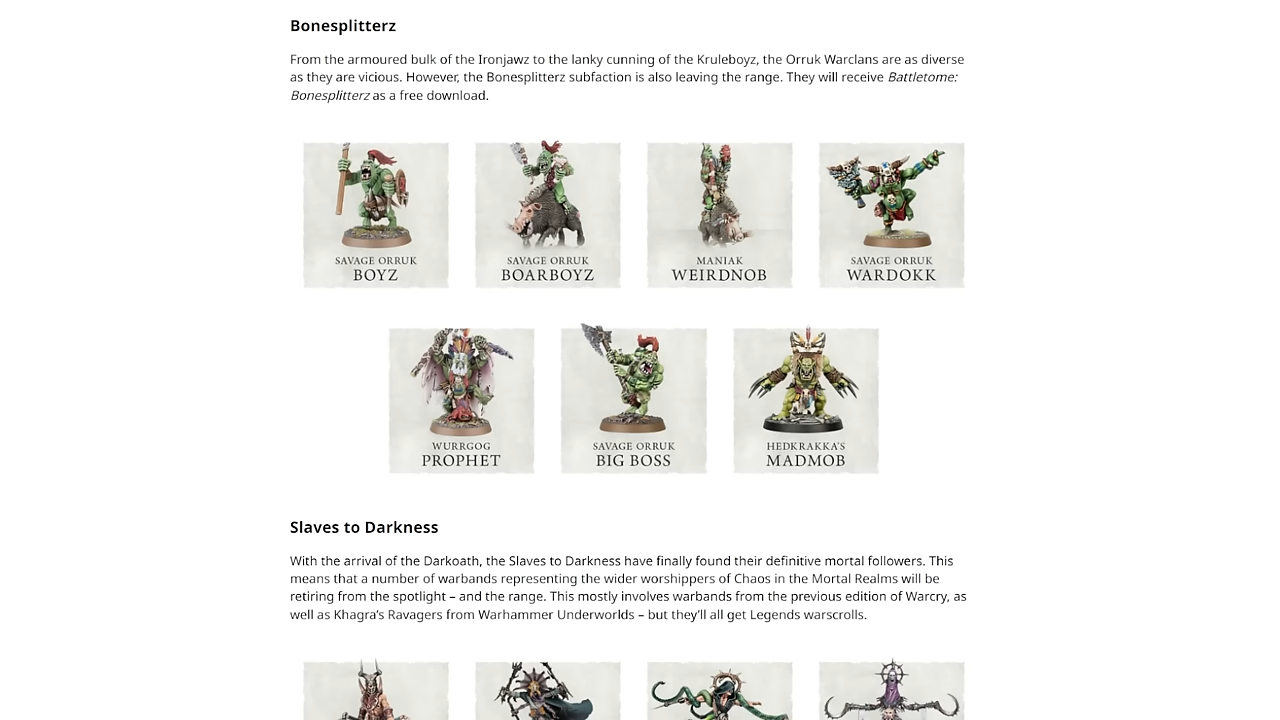 Bonesplitterz
From the armoured bulk of the Ironjawz to the lanky cunning of the Kruleboyz, the Orruk Warclans are as diverse
as they are vicious. However, the Bonesplitterz subfaction is also leaving the range. They will receive Battletome:
Bonesplitterz as a free download.
SAVAGE ORRUK
BOYZ
SAVAGE ORRUK
BOARBOYZ
MANIAK
WEIRDNOB
SAVAGE ORRUK
WARDOKK
WURRGOG
PROPHET
SAVAGE ORRUK
BIG BOSS
HEDKRAKKA'S
MADMOB
Slaves to Darkness
With the arrival of the Darkoath, the Slaves to Darkness have finally found their definitive mortal followers. This
means that a number of warbands representing the wider worshippers of Chaos in the Mortal Realms will be
retiring from the spotlight – and the range. This mostly involves warbands from the previous edition of Warcry, as
well as Khagra’s Ravagers from Warhammer Underworlds – but they’ll all get Legends warscrolls.